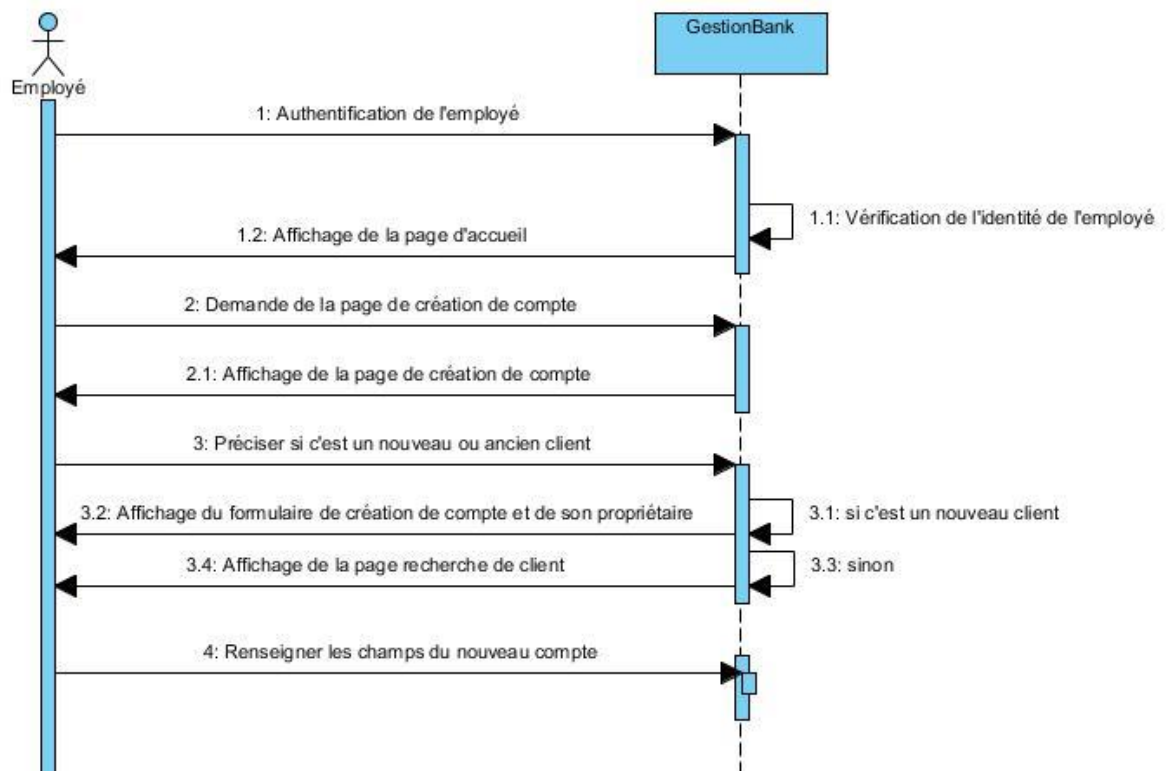 GestionBank
Employé
1: Authentification de l'employé
1.1: Vérification de l'identité de l'employé
1.2: Affichage de la page d'accueil
2: Demande de la page de création de compte
2.1: Affichage de la page de création de compte
3: Préciser si c'est un nouveau ou ancien client
3.2: Affichage du formulaire de création de compte et de son propriétaire
3.1: si c'est un nouveau client
3.4: Affichage de la page recherche de client
3.3: sinon
4: Renseigner les champs du nouveau compte